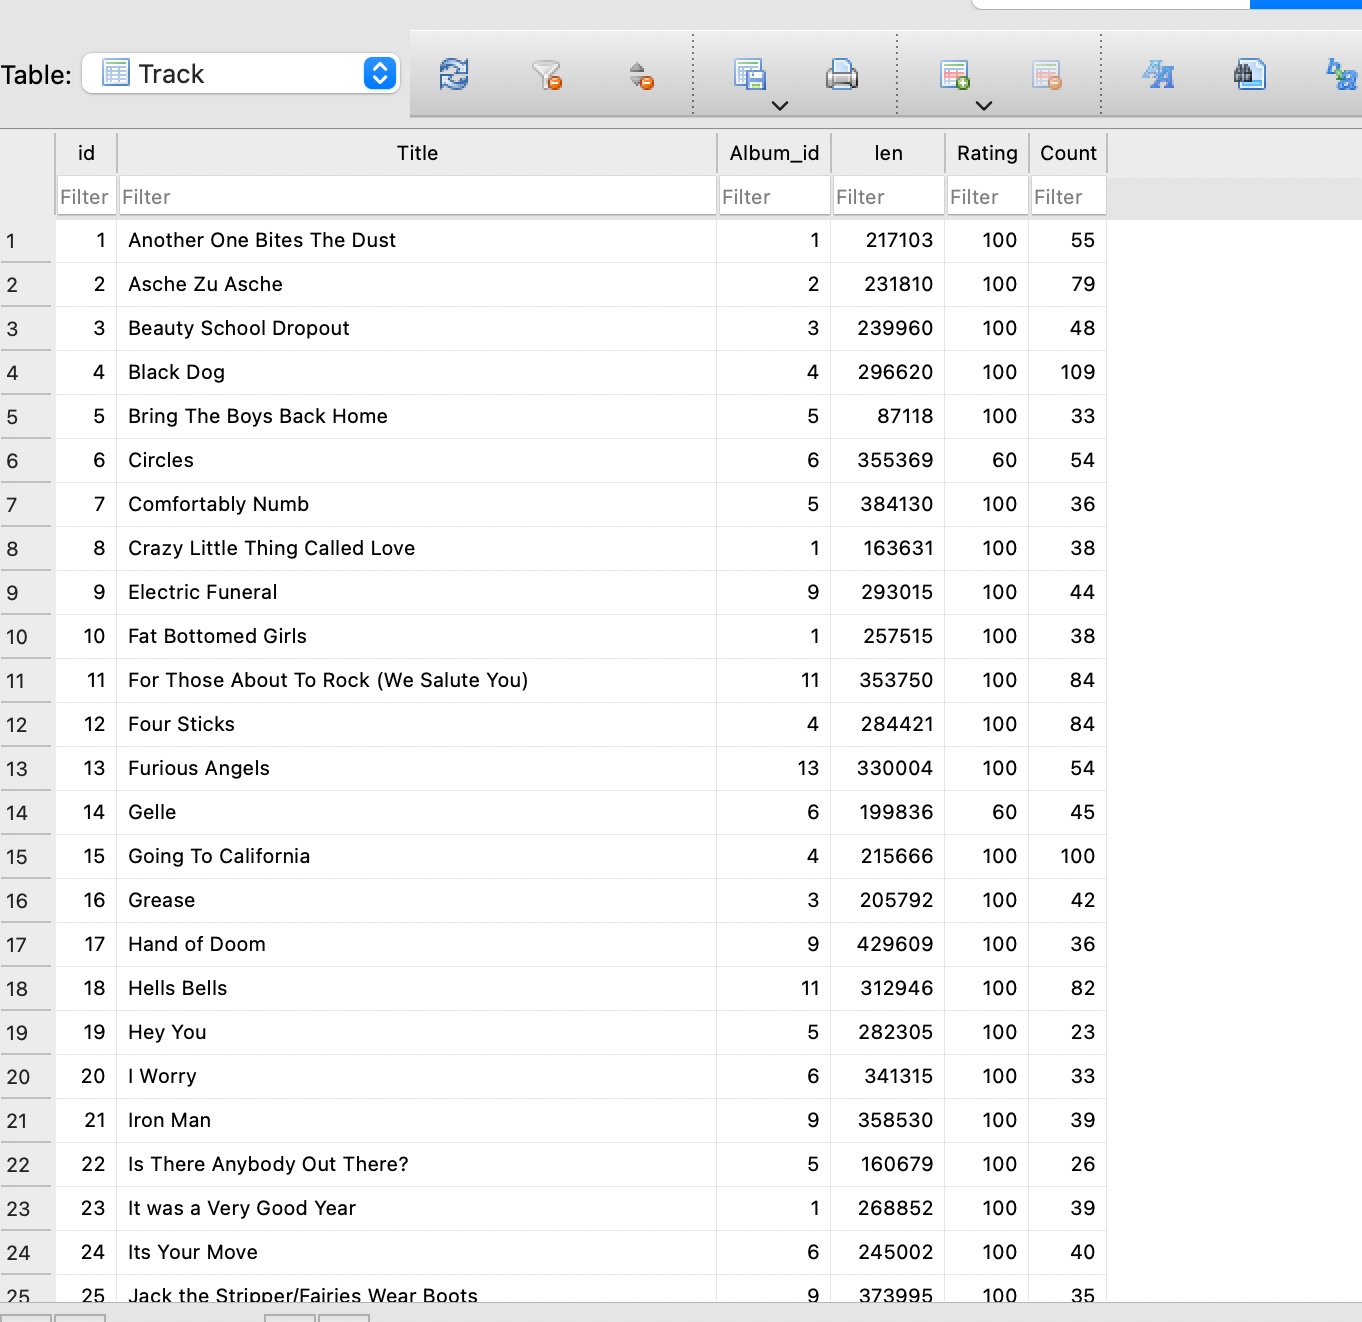 Table: Track
id Title Album_id len Rating Count
Filter Filter Filter Filter Filter Filter
1 1 Another One Bites The Dust 1 217103 100 55
2 2 Asche Zu Asche 2 231810 100 79
3 3 Beauty School Dropout 3 239960 100 48
4 4 Black Dog 4 296620 100 109
5 5 Bring The Boys Back Home 5 87118 100 33
6 6 Circles 6 355369 60 54
7 7 Comfortably Numb 5 384130 100 36
8 8 Crazy Little Thing Called Love 1 163631 100 38
9 9 Electric Funeral 9 293015 100 44
10 10 Fat Bottomed Girls 1 257515 100 38
11 11 For Those About To Rock (We Salute You) 11 353750 100 84
12 12 Four Sticks 4 284421 100 84
13 13 Furious Angels 13 330004 100 54
14 14 Gelle 6 199836 60 45
15 15 Going To California 4 215666 100 100
16 16 Grease 3 205792 100 42
17 17 Hand of Doom 9 429609 100 36
18 18 Hells Bells 11 312946 100 82
19 19 Hey You 5 282305 100 23
20 20 I Worry 6 341315 100 33
21 21 Iron Man 9 358530 100 39
22 22 Is There Anybody Out There? 5 160679 100 26
23 23 It was a Very Good Year 1 268852 100 39
24 24 Its Your Move 6 245002 100 40
25 25 Jack the Stripper/Fairies Wear Boots 9 373995 100 35